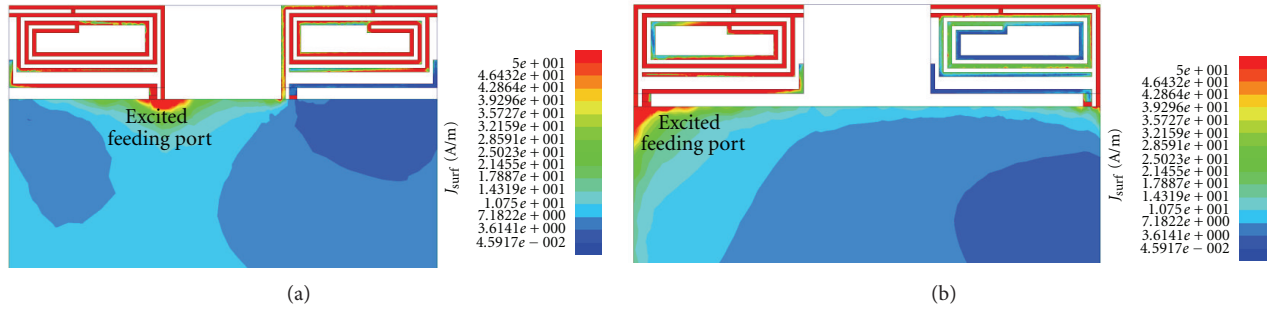 Excited
feeding port
J_surf (A/m)
5e + 001
4.6432e + 001
4.2864e + 001
3.9296e + 001
3.5727e + 001
3.2159e + 001
2.8591e + 001
2.5023e + 001
2.1455e + 001
1.7887e + 001
1.4319e + 001
1.075e + 001
7.1822e + 000
3.6141e + 000
4.5917e − 002
(a)
Excited
feeding port
J_surf (A/m)
5e + 001
4.6432e + 001
4.2864e + 001
3.9296e + 001
3.5727e + 001
3.2159e + 001
2.8591e + 001
2.5023e + 001
2.1455e + 001
1.7887e + 001
1.4319e + 001
1.075e + 001
7.1822e + 000
3.6141e + 000
4.5917e − 002
(b)